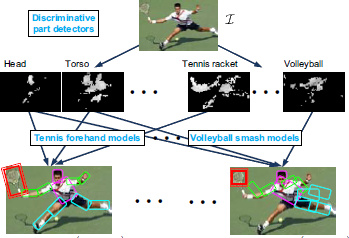 Discriminative
part detectors
I
Head
Torso
Tennis racket
Volleyball
Tennis forehand models
Volleyball smash models